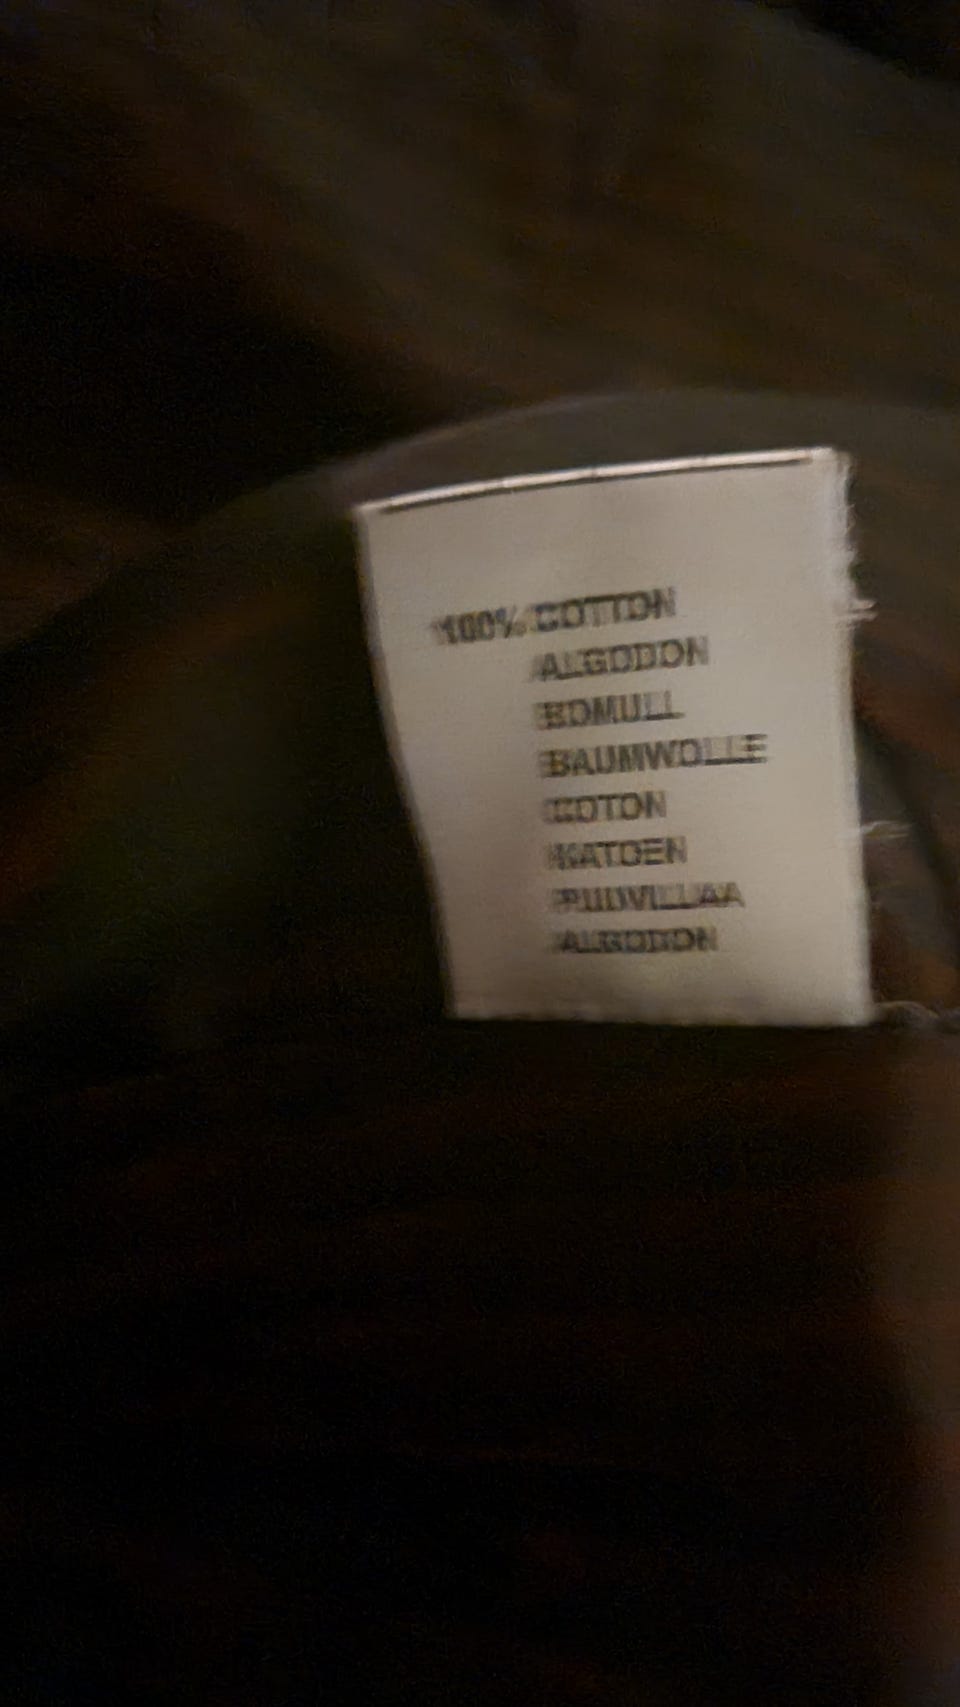 100% COTTON
ALGODON
BOMULL
BAUMWOLLE
COTON
KATOEN
PUUVILLAA
ALGODON